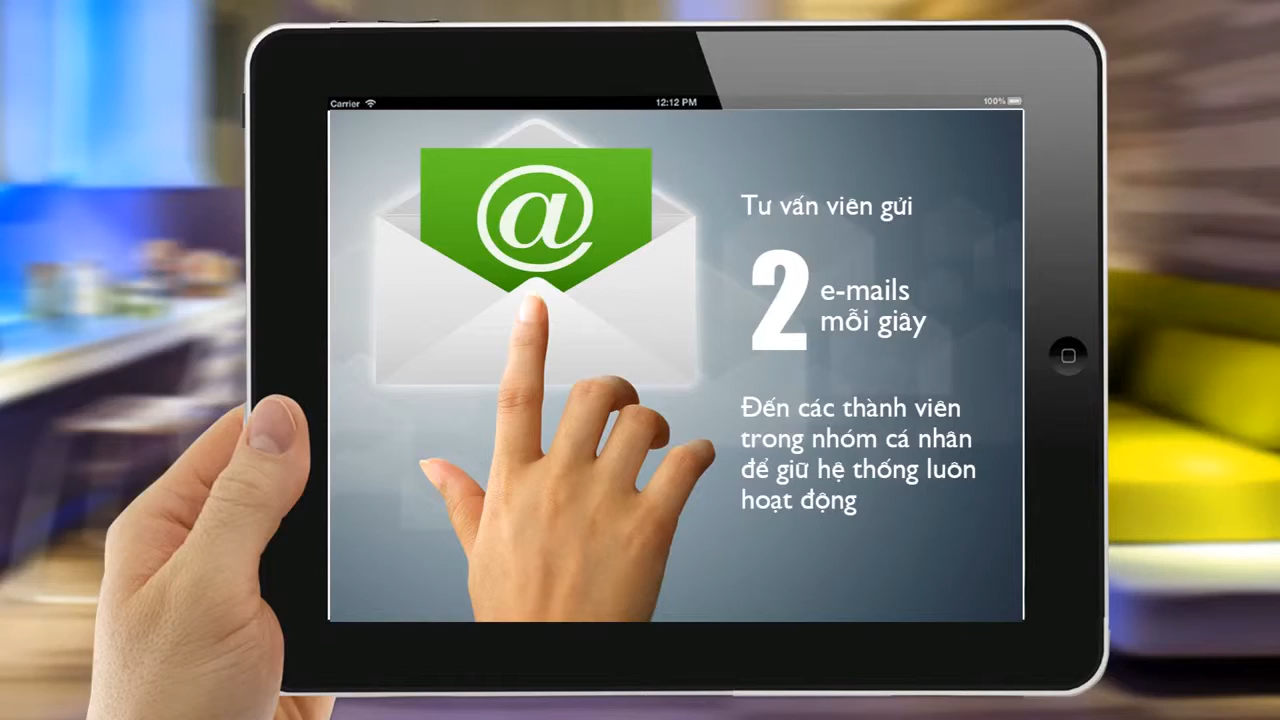 Carrier 12:12 PM 100%
@
Tư vấn viên gửi
2 e-mails
mỗi giây
Đến các thành viên
trong nhóm cá nhân
để giữ hệ thống luôn
hoạt động